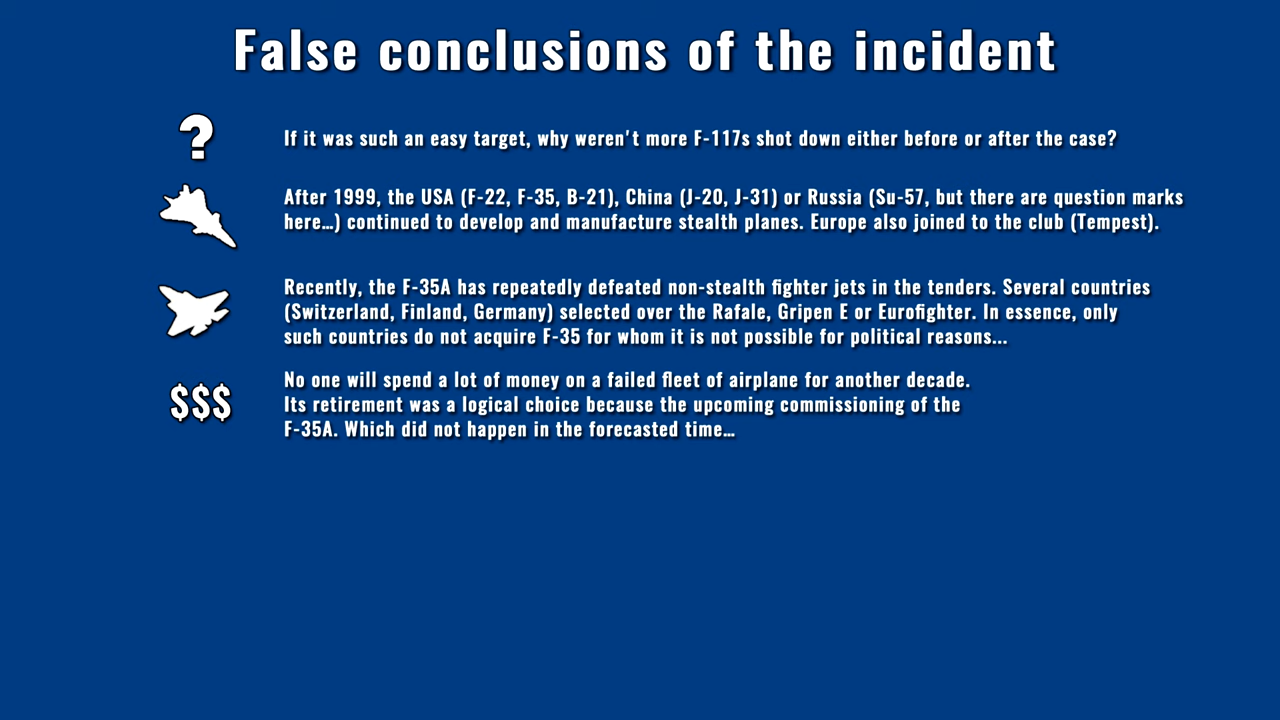 False conclusions of the incident
?
If it was such an easy target, why weren't more F-117s shot down either before or after the case?
After 1999, the USA (F-22, F-35, B-21), China (J-20, J-31) or Russia (Su-57, but there are question marks
here...) continued to develop and manufacture stealth planes. Europe also joined to the club (Tempest).
Recently, the F-35A has repeatedly defeated non-stealth fighter jets in the tenders. Several countries
(Switzerland, Finland, Germany) selected over the Rafale, Gripen E or Eurofighter. In essence, only
such countries do not acquire F-35 for whom it is not possible for political reasons...
$$$
No one will spend a lot of money on a failed fleet of airplane for another decade.
Its retirement was a logical choice because the upcoming commissioning of the
F-35A. Which did not happen in the forecasted time...